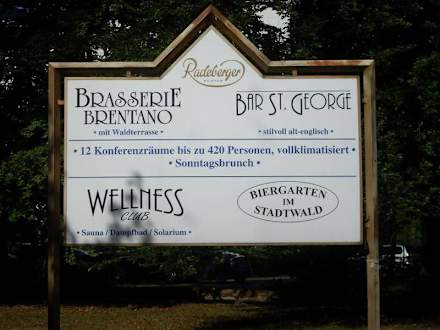 Radeberger
BRASSERIE
BRENTANO
• mit Waldterrasse •
BAR ST. GEORGE
• stilvoll alt-englisch •
• 12 Konferenzräume bis zu 420 Personen, vollklimatisiert •
• Sonntagsbrunch •
WELLNESS
CLUB
• Sauna / Dampfbad / Solarium •
BIERGARTEN
IM
STADTWALD